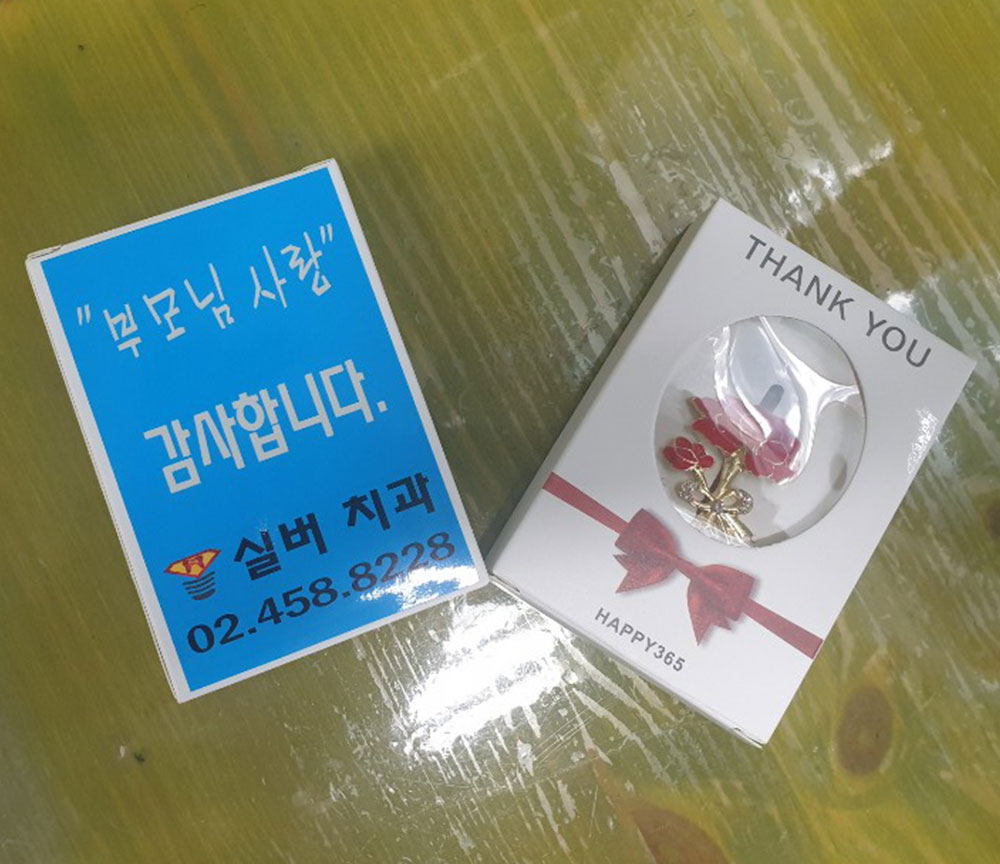 "부모님 사랑"
감사합니다.
실버 치과
02.458.8228
THANK YOU
HAPPY365